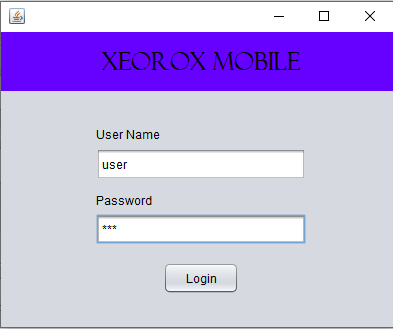 XEOROX MOBILE
User Name
user
Password
***
Login